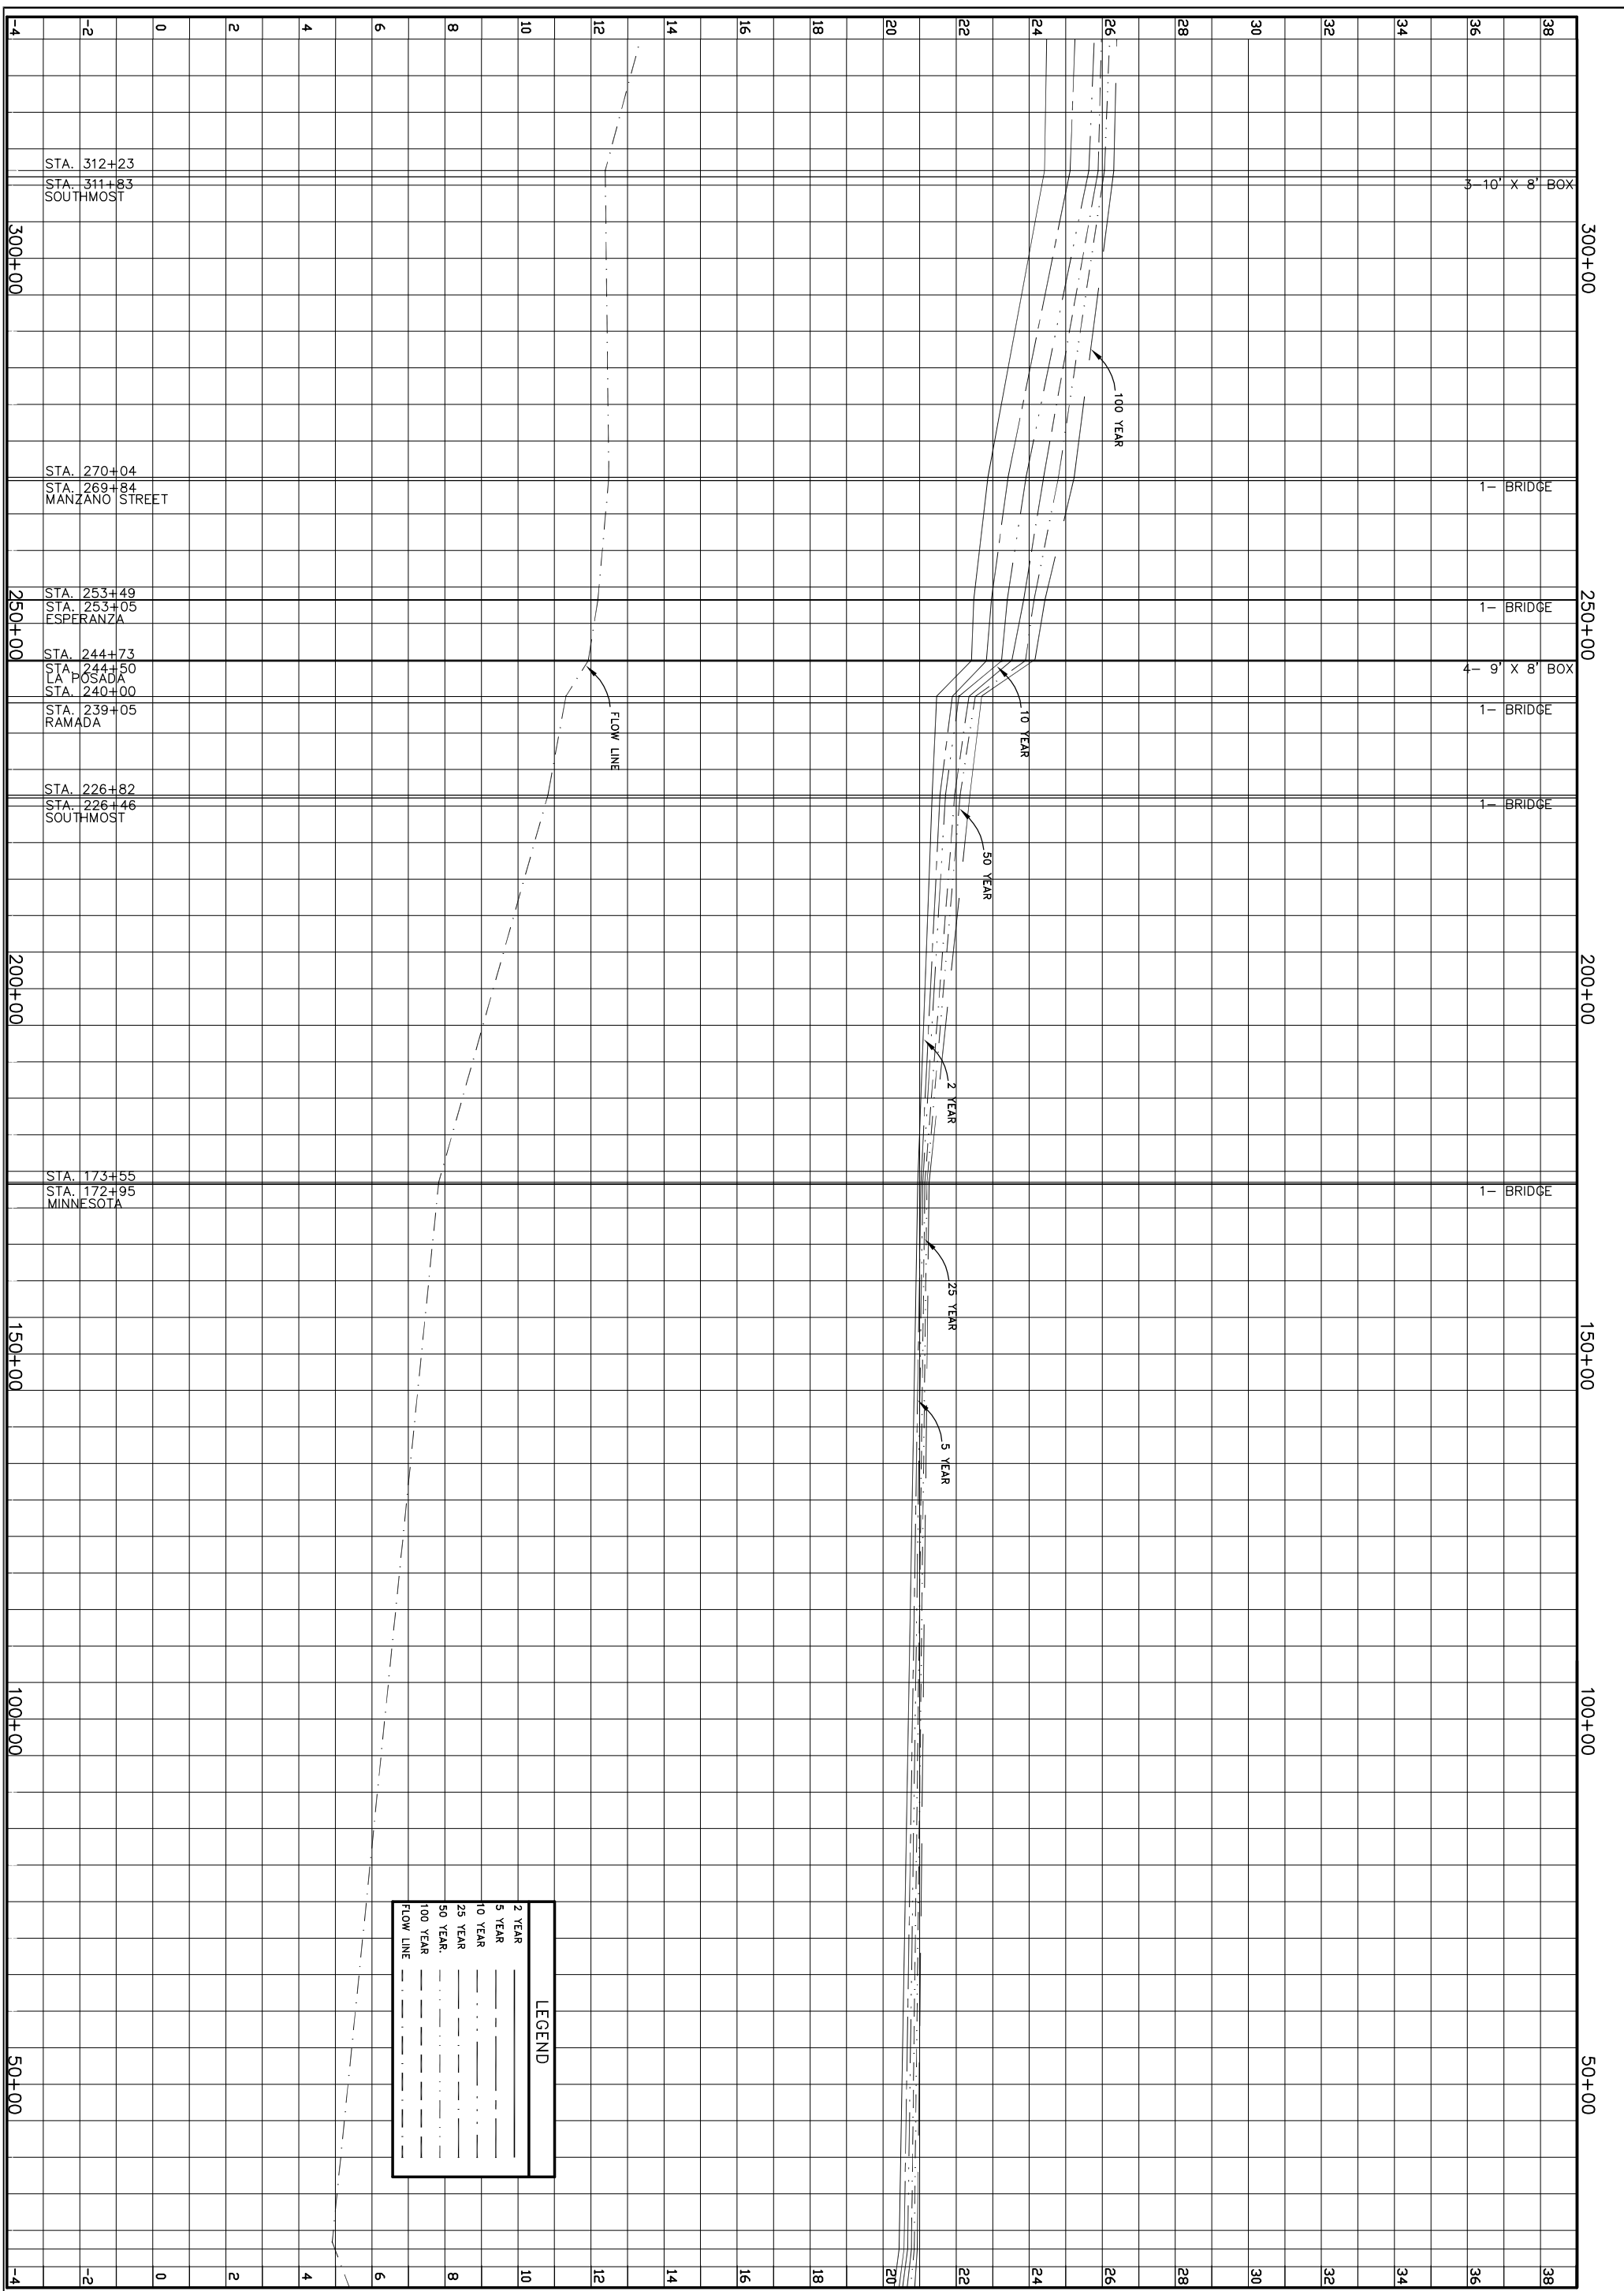 -4
-2
0
2
4
6
8
10
12
14
16
18
20
22
24
26
28
30
32
34
36
38
STA. 312+23
STA. 311+83
SOUTHMOST
3-10' X 8' BOX
300+00
300+00
100 YEAR
STA. 270+04
STA. 269+84
MANZANO STREET
1- BRIDGE
STA. 253+49
STA. 253+05
ESPERANZA
1- BRIDGE
250+00
250+00
STA. 244+73
STA. 244+50
LA POSADA
4- 9' X 8' BOX
STA. 240+00
STA. 239+05
RAMADA
1- BRIDGE
FLOW LINE
10 YEAR
STA. 226+82
STA. 226+46
SOUTHMOST
1- BRIDGE
50 YEAR
200+00
200+00
2 YEAR
STA. 173+55
STA. 172+95
MINNESOTA
1- BRIDGE
25 YEAR
150+00
150+00
5 YEAR
100+00
100+00
LEGEND
2 YEAR
5 YEAR
10 YEAR
25 YEAR
50 YEAR.
100 YEAR
FLOW LINE
50+00
50+00
-4
-2
0
2
4
6
8
10
12
14
16
18
20
22
24
26
28
30
32
34
36
38